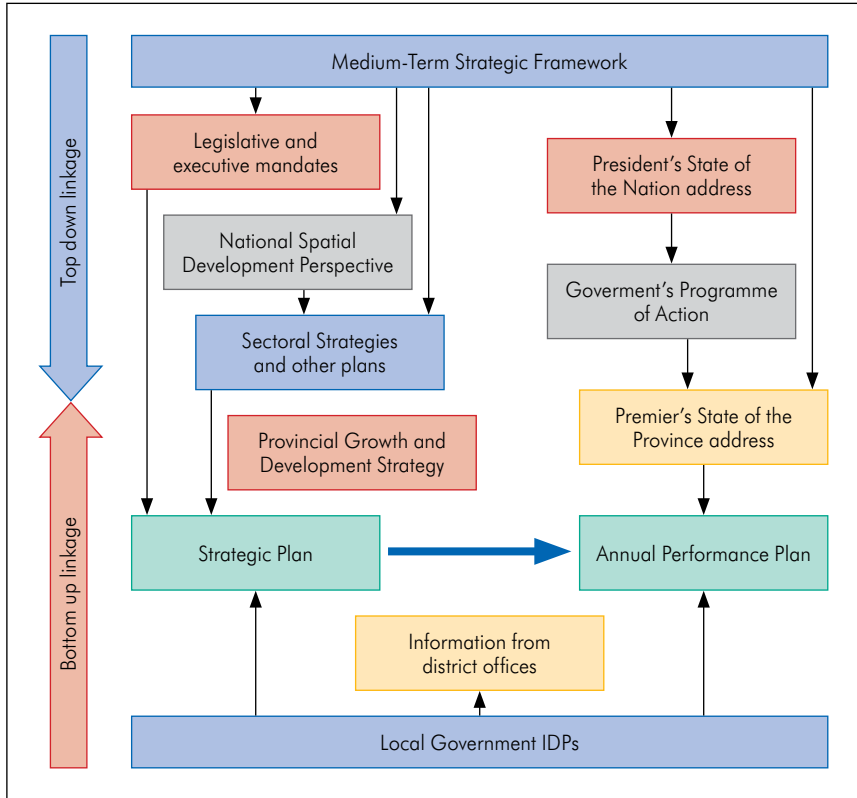 Medium-Term Strategic Framework
Top down linkage
Legislative and
executive mandates
President's State of
the Nation address
National Spatial
Development Perspective
Goverment's Programme
of Action
Sectoral Strategies
and other plans
Premier's State of the
Province address
Provincial Growth and
Development Strategy
Bottom up linkage
Strategic Plan
Annual Performance Plan
Information from
district offices
Local Government IDPs